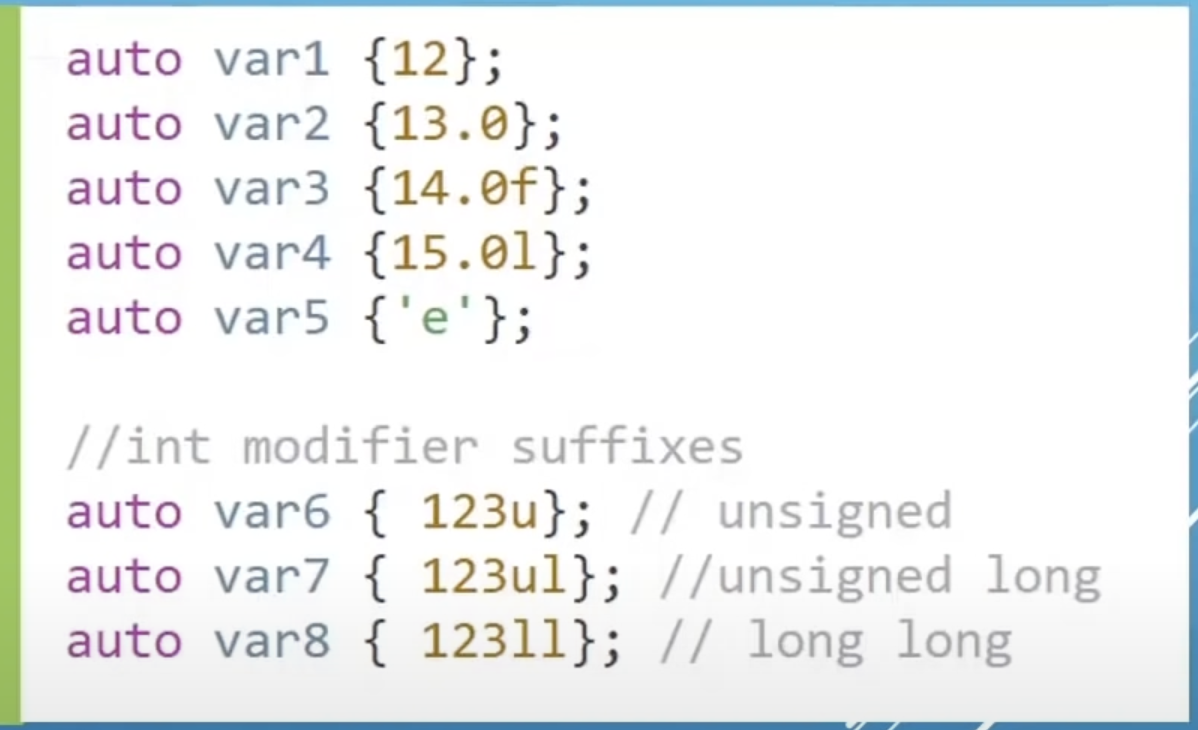 auto var1 {12};
auto var2 {13.0};
auto var3 {14.0f};
auto var4 {15.0l};
auto var5 {'e'};
//int modifier suffixes
auto var6 { 123u}; // unsigned
auto var7 { 123ul}; //unsigned long
auto var8 { 123ll}; // long long